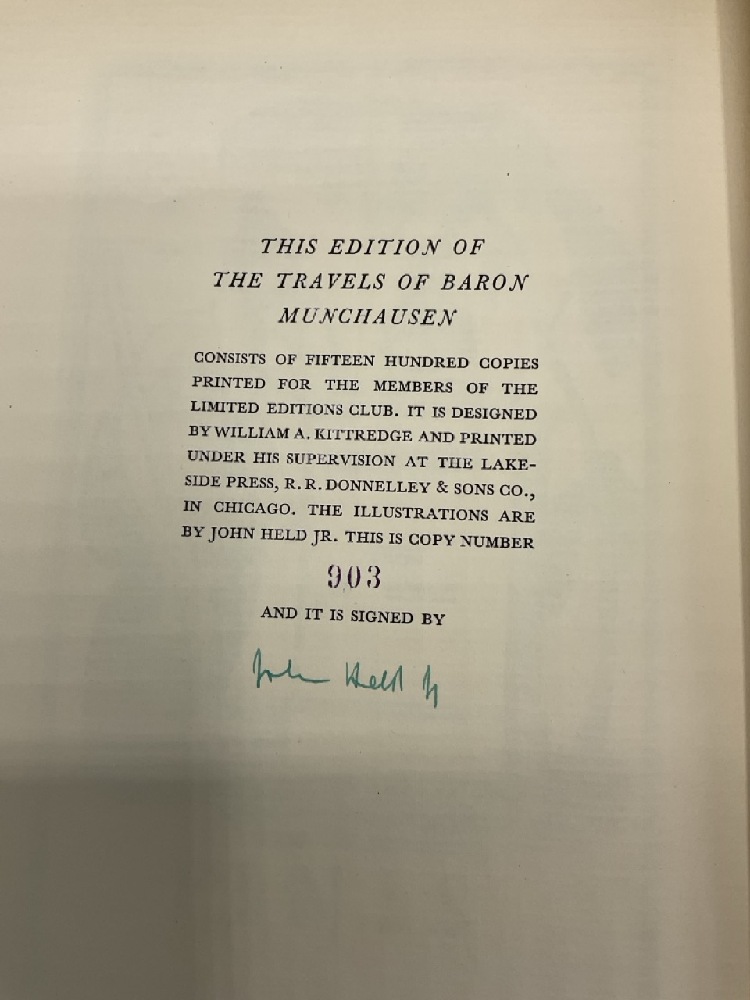 THIS EDITION OF
THE TRAVELS OF BARON
MUNCHAUSEN
CONSISTS OF FIFTEEN HUNDRED COPIES
PRINTED FOR THE MEMBERS OF THE
LIMITED EDITIONS CLUB. IT IS DESIGNED
BY WILLIAM A. KITTREDGE AND PRINTED
UNDER HIS SUPERVISION AT THE LAKE-
SIDE PRESS, R. R. DONNELLEY & SONS CO.,
IN CHICAGO. THE ILLUSTRATIONS ARE
BY JOHN HELD JR. THIS IS COPY NUMBER
903
AND IT IS SIGNED BY
John Held Jr